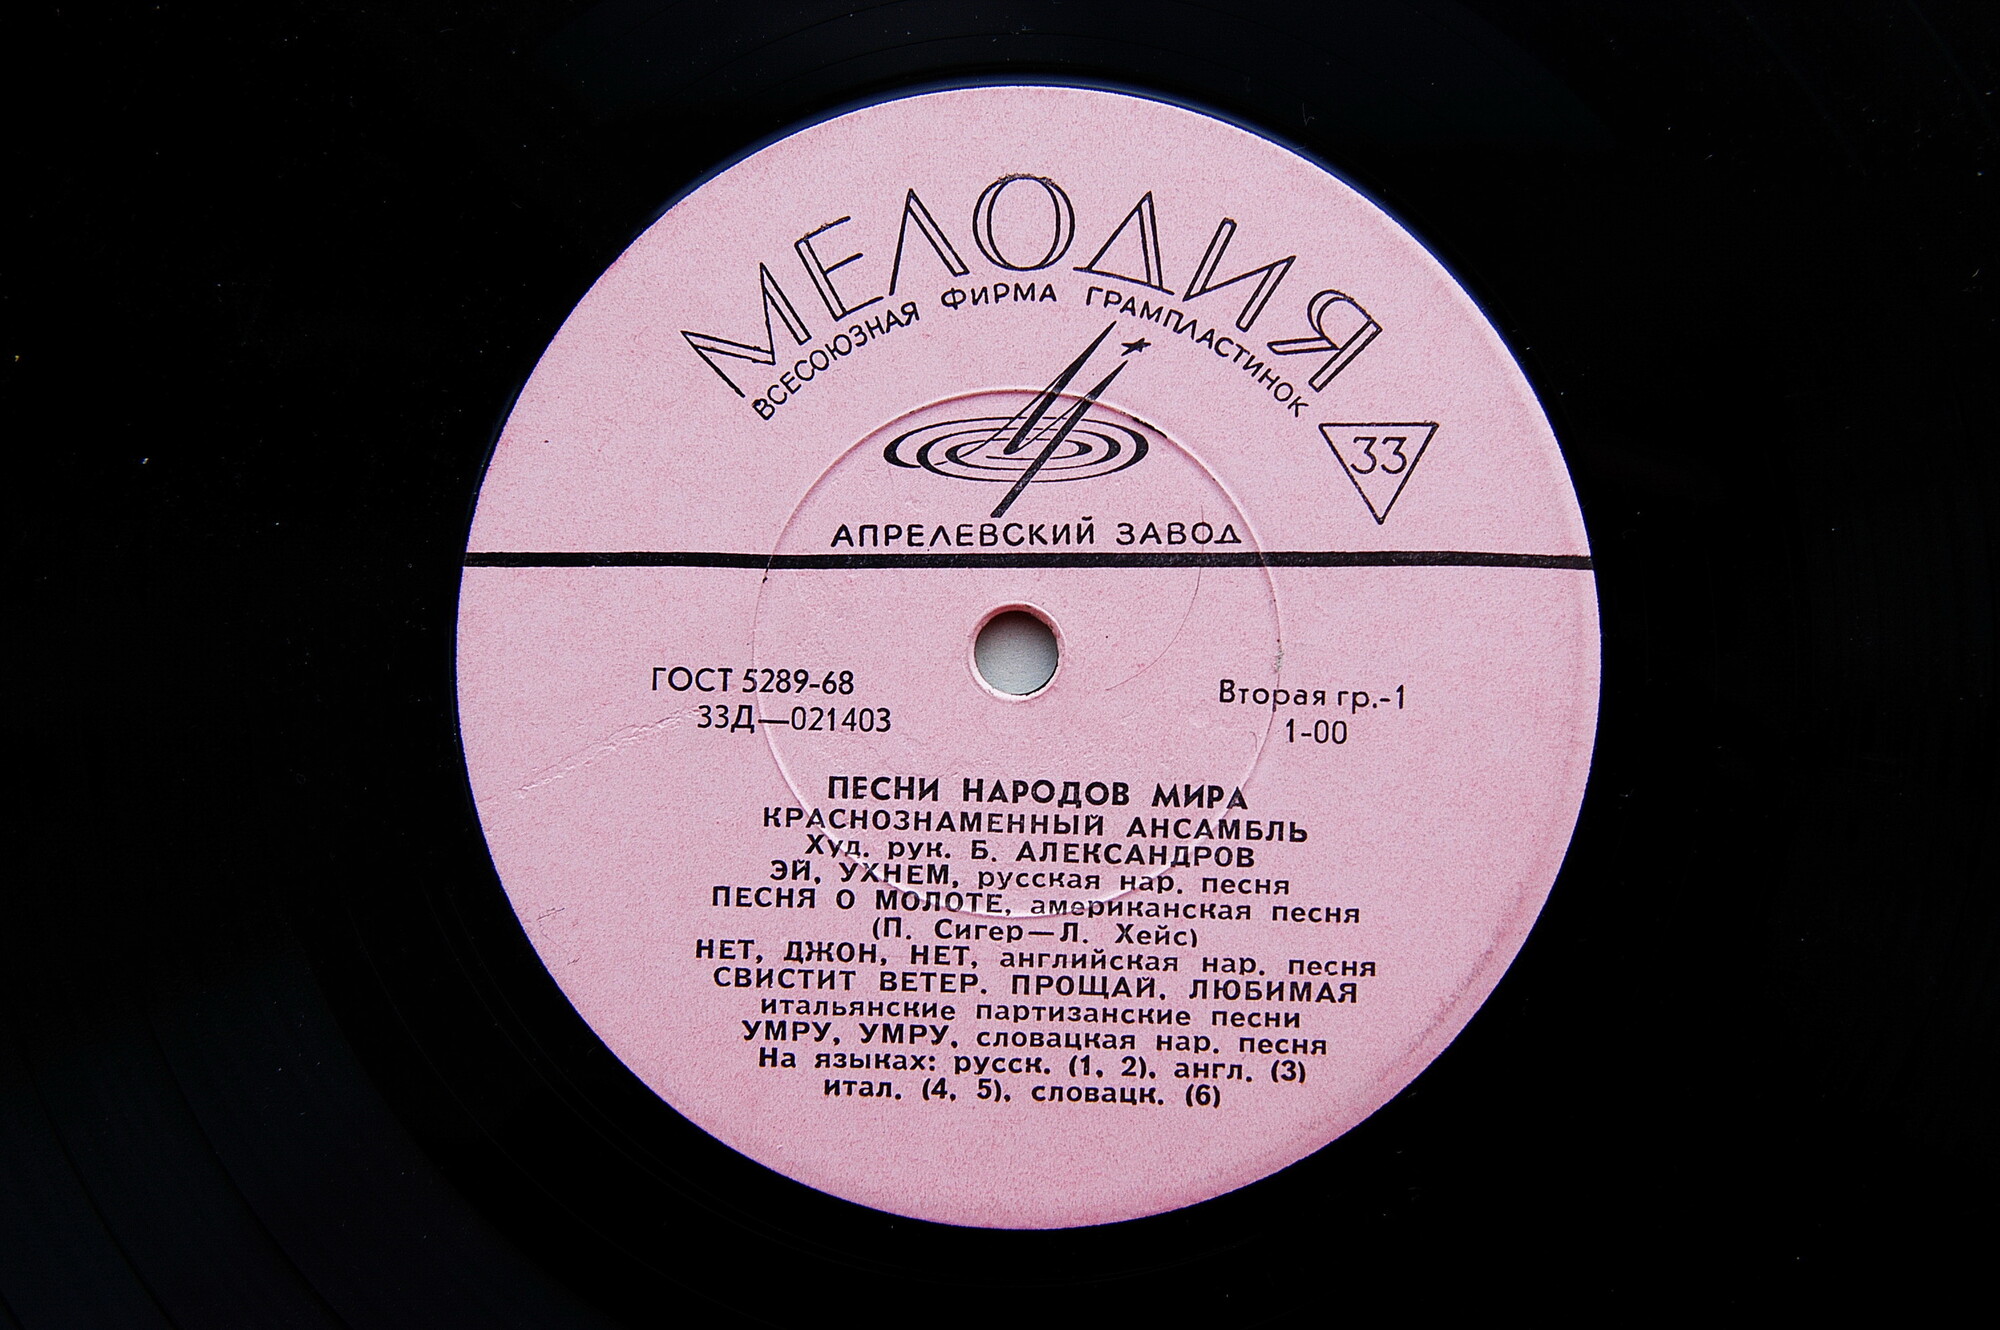 МЕЛОДИЯ
ВСЕСОЮЗНАЯ ФИРМА ГРАМПЛАСТИНОК
33
АПРЕЛЕВСКИЙ ЗАВОД
ГОСТ 5289-68
33Д—021403
Вторая гр.-1
1-00
ПЕСНИ НАРОДОВ МИРА
КРАСНОЗНАМЕННЫЙ АНСАМБЛЬ
Худ. рук. Б. АЛЕКСАНДРОВ
ЭЙ, УХНЕМ, русская нар. песня
ПЕСНЯ О МОЛОТЕ, американская песня
(П. Сигер—Л. Хейс)
НЕТ, ДЖОН, НЕТ, английская нар. песня
СВИСТИТ ВЕТЕР. ПРОЩАЙ, ЛЮБИМАЯ
итальянские партизанские песни
УМРУ, УМРУ, словацкая нар. песня
На языках: русск. (1, 2), англ. (3)
итал. (4, 5), словацк. (6)